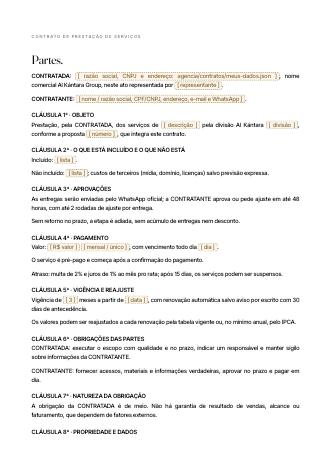 CONTRATO DE PRESTAÇÃO DE SERVIÇOS
Partes.
CONTRATADA: [ razão social, CNPJ e endereço: agencia/contratos/meus-dados.json ], nome
comercial Al Kántara Group, neste ato representada por [representante].
CONTRATANTE: [nome / razão social, CPF/CNPJ, endereço, e-mail e WhatsApp].
CLÁUSULA 1ª · OBJETO
Prestação, pela CONTRATADA, dos serviços de [ descrição ] pela divisão Al Kántara [ divisão ],
conforme a proposta [número], que integra este contrato.
CLÁUSULA 2ª · O QUE ESTÁ INCLUÍDO E O QUE NÃO ESTÁ
Incluído: [lista].
Não incluído: [lista]; custos de terceiros (mídia, domínio, licenças) salvo previsão expressa.
CLÁUSULA 3ª · APROVAÇÕES
As entregas serão enviadas pelo WhatsApp oficial; a CONTRATANTE aprova ou pede ajuste em até 48
horas, com até 2 rodadas de ajuste por entrega.
Sem retorno no prazo, a etapa é adiada, sem acúmulo de entregas nem desconto.
CLÁUSULA 4ª · PAGAMENTO
Valor: [R$ valor] [mensal / único], com vencimento todo dia [dia].
O serviço é pré-pago e começa após a confirmação do pagamento.
Atraso: multa de 2% e juros de 1% ao mês pro rata; após 15 dias, os serviços podem ser suspensos.
CLÁUSULA 5ª · VIGÊNCIA E REAJUSTE
Vigência de [3] meses a partir de [data], com renovação automática salvo aviso por escrito com 30
dias de antecedência.
Os valores podem ser reajustados a cada renovação pela tabela vigente ou, no mínimo anual, pelo IPCA.
CLÁUSULA 6ª · OBRIGAÇÕES DAS PARTES
CONTRATADA: executar o escopo com qualidade e no prazo, indicar um responsável e manter sigilo
sobre informações da CONTRATANTE.
CONTRATANTE: fornecer acessos, materiais e informações verdadeiras, aprovar no prazo e pagar em
dia.
CLÁUSULA 7ª · NATUREZA DA OBRIGAÇÃO
A obrigação da CONTRATADA é de meio. Não há garantia de resultado de vendas, alcance ou
faturamento, que dependem de fatores externos.
CLÁUSULA 8ª · PROPRIEDADE E DADOS